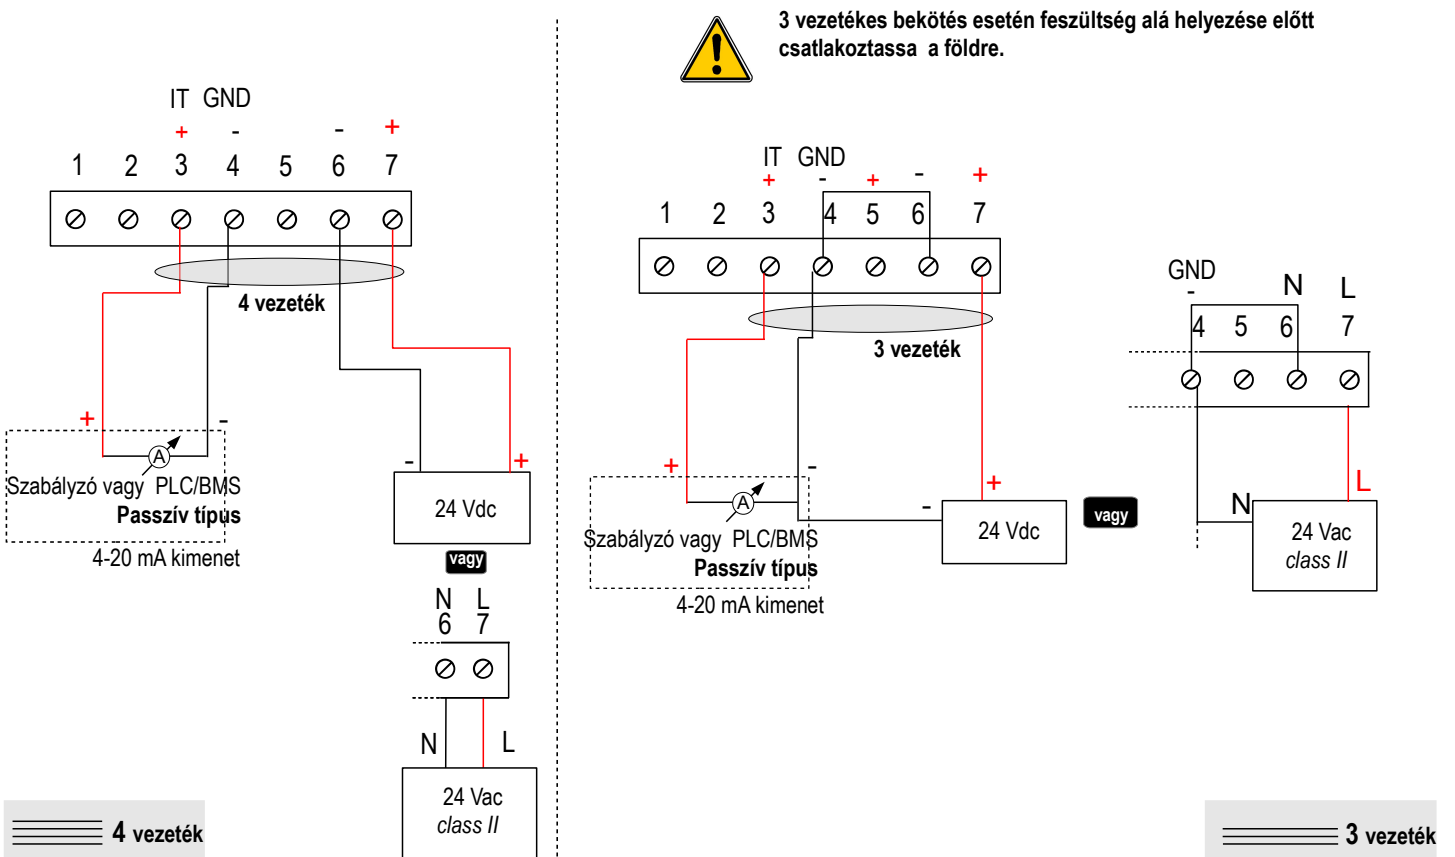 3 vezetékes bekötés esetén feszültség alá helyezése előtt
csatlakoztassa a földre.
IT GND
+ - - +
1 2 3 4 5 6 7
4 vezeték
+ -
A
Szabályzó vagy PLC/BMS
Passzív típus
4-20 mA kimenet
- +
24 Vdc
vagy
N L
6 7
N L
24 Vac
class II
4 vezeték
IT GND
+ - + - +
1 2 3 4 5 6 7
3 vezeték
+ -
A
Szabályzó vagy PLC/BMS
Passzív típus
4-20 mA kimenet
- +
24 Vdc
vagy
GND
- N L
4 5 6 7
N L
24 Vac
class II
3 vezeték